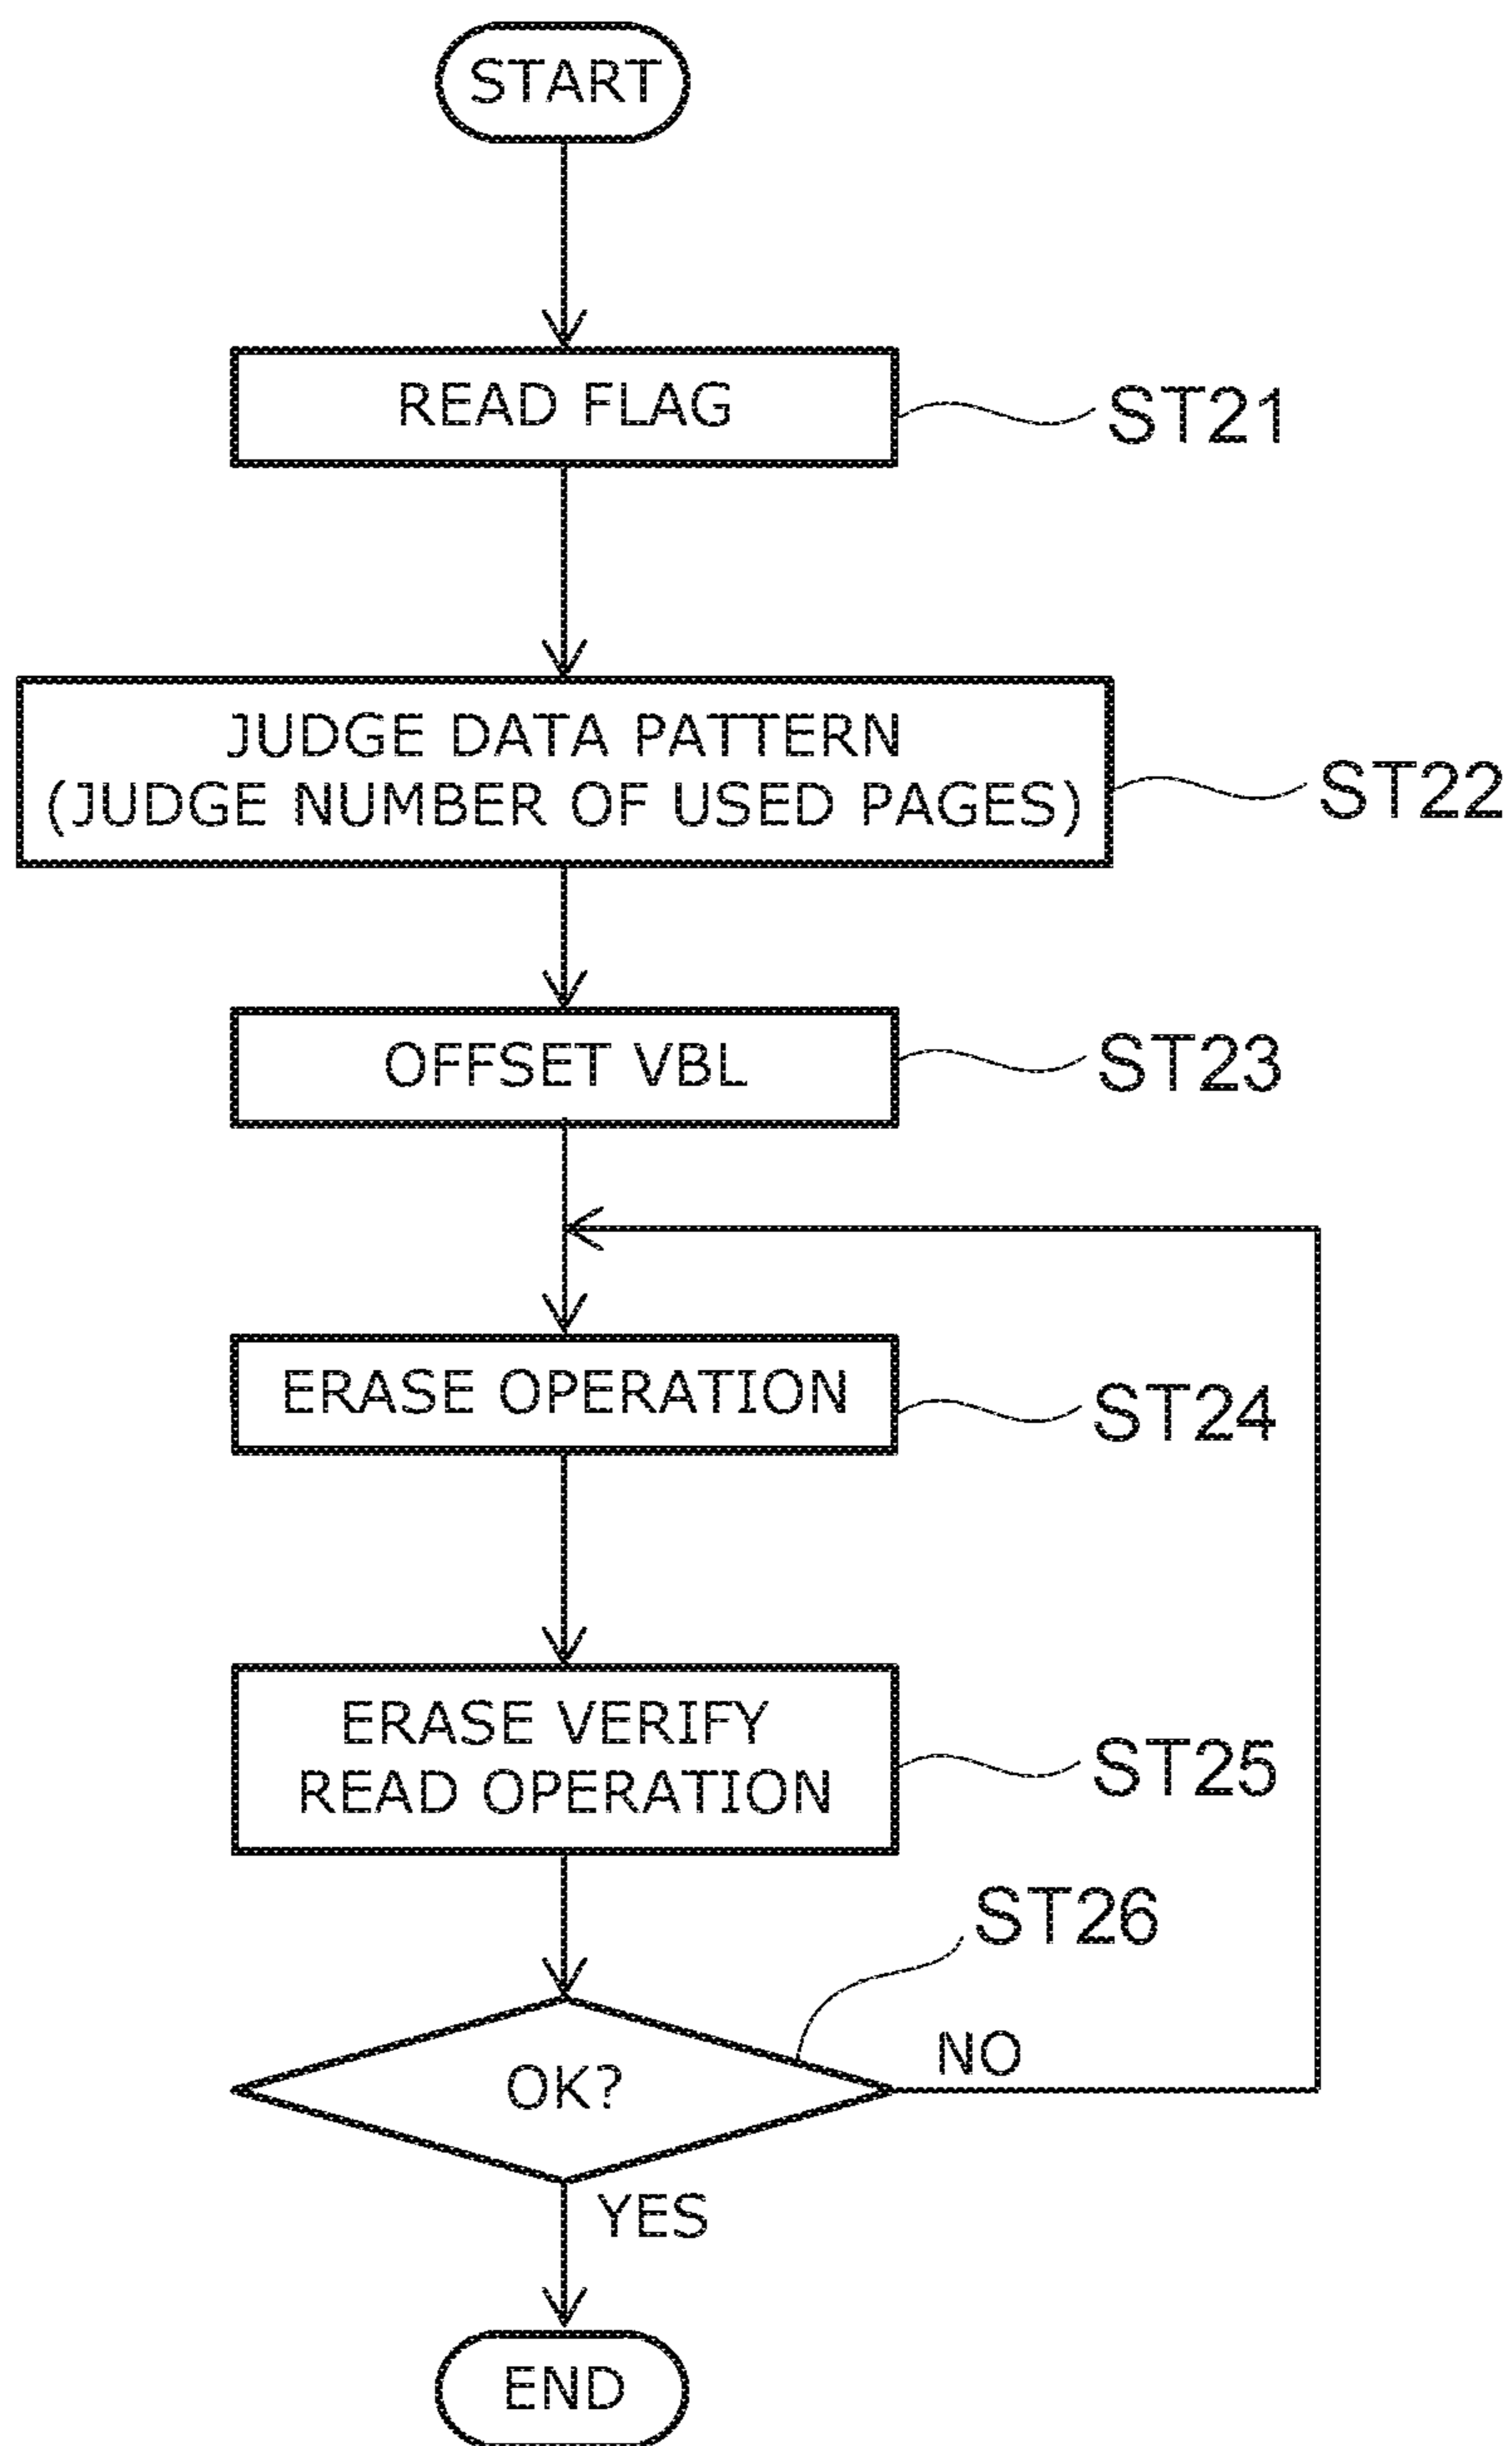 START
READ FLAG
ST21
JUDGE DATA PATTERN
(JUDGE NUMBER OF USED PAGES)
ST22
OFFSET VBL
ST23
ERASE OPERATION
ST24
ERASE VERIFY
READ OPERATION
ST25
ST26
OK?
NO
YES
END